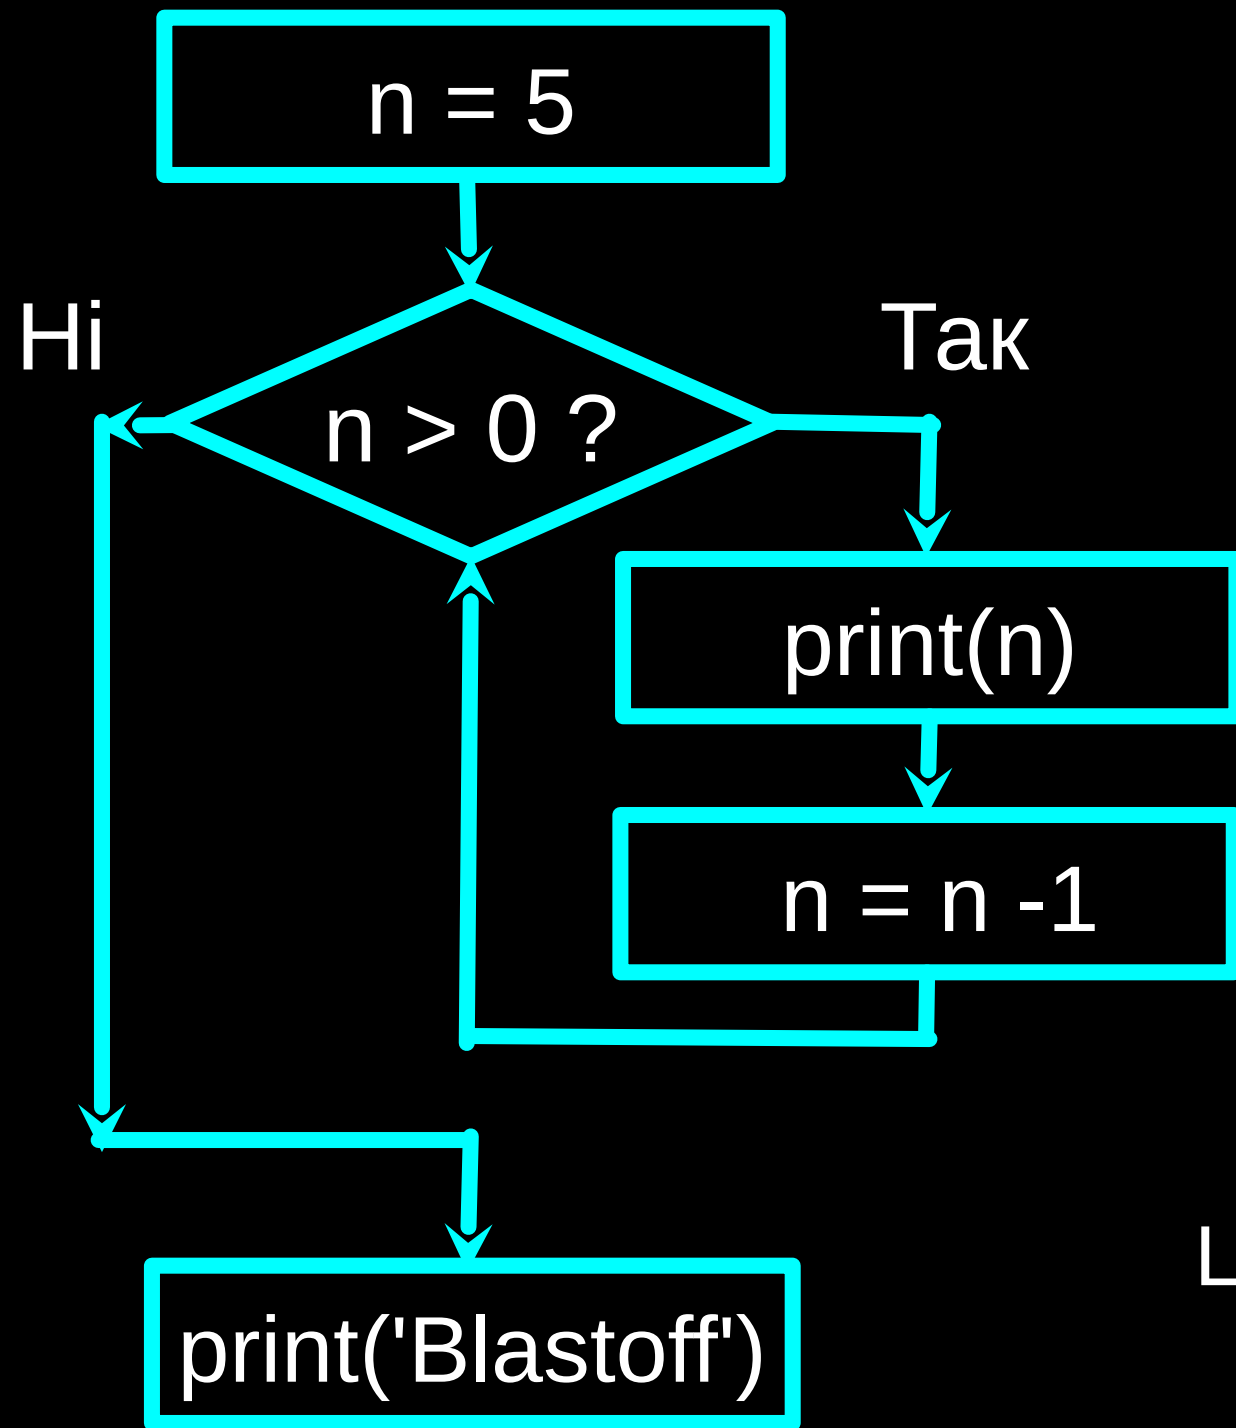 n = 5
Ні
Так
n > 0 ?
print(n)
n = n -1
print('Blastoff')